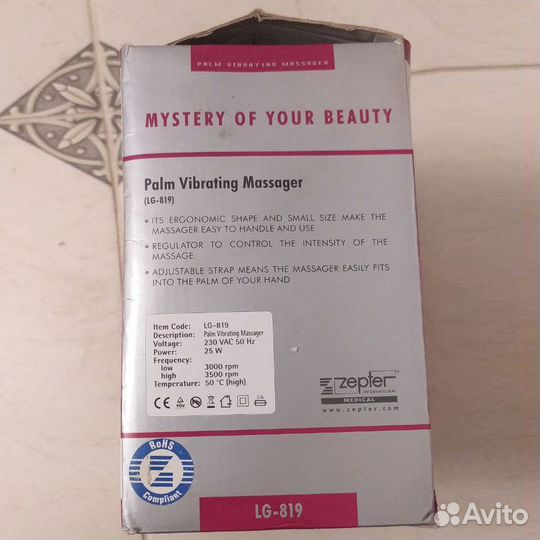 PALM VIBRATING MASSAGER
MYSTERY OF YOUR BEAUTY
Palm Vibrating Massager
(LG-819)
• ITS ERGONOMIC SHAPE AND SMALL SIZE MAKE THE
MASSAGER EASY TO HANDLE AND USE
• REGULATOR TO CONTROL THE INTENSITY OF THE
MASSAGE
• ADJUSTABLE STRAP MEANS THE MASSAGER EASILY FITS
INTO THE PALM OF YOUR HAND
Item Code: LG-819
Description: Palm Vibrating Massager
Voltage: 230 VAC 50 Hz
Power: 25 W
Frequency:
low 3000 rpm
high 3500 rpm
Temperature: 50 °C (high)
CE TÜV 2A
zepter
INTERNATIONAL
MEDICAL
www.zepter.com
RoHS
Compliant
LG-819
Avito